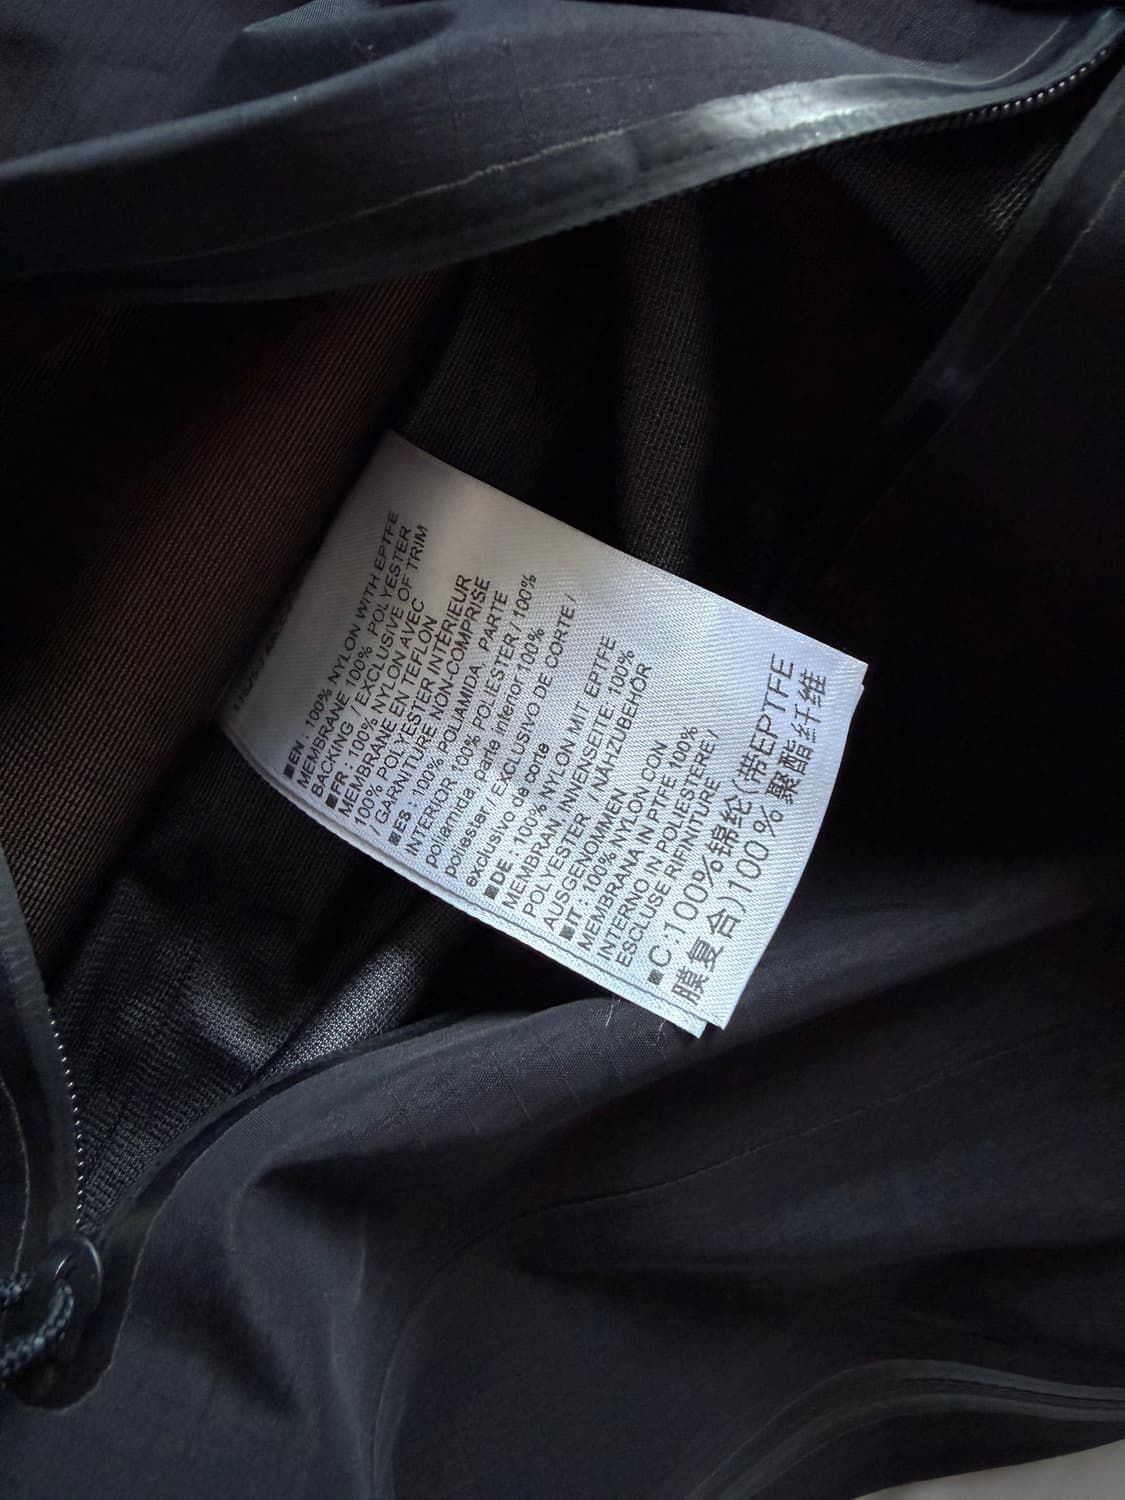 ■EN : 100% NYLON WITH EPTFE
MEMBRANE 100% POLYESTER
BACKING / EXCLUSIVE OF TRIM
■FR : 100% NYLON AVEC
MEMBRANE EN TEFLON
100% POLYESTER INTERIEUR
/ GARNITURE NON-COMPRISE
■ES : 100% POLIAMIDA, PARTE
INTERIOR 100% POLIESTER / 100%
poliamida, parte interior 100%
poliester / EXCLUSIVO DE CORTE /
exclusivo de corte
■DE : 100% NYLON MIT EPTFE
MEMBRAN, INNENSEITE 100%
POLYESTER / NAHZUBEHÖR
AUSGENOMMEN
■IT : 100% NYLON CON
MEMBRANA IN PTFE 100%
INTERNO IN POLIESTERE /
ESCLUSE RIFINITURE /
■C:100%锦纶(带EPTFE
膜复合)100%聚酯纤维